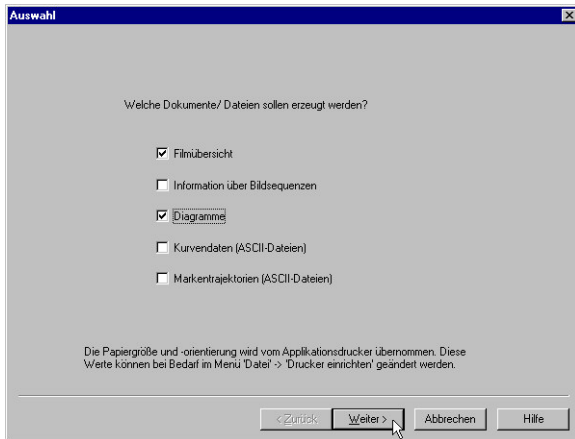 Auswahl
Welche Dokumente/ Dateien sollen erzeugt werden?
Filmübersicht
Information über Bildsequenzen
Diagramme
Kurvendaten (ASCII-Dateien)
Markentrajektorien (ASCII-Dateien)
Die Papiergröße und -orientierung wird vom Applikationsdrucker übernommen. Diese
Werte können bei Bedarf im Menü 'Datei' -> 'Drucker einrichten' geändert werden.
< Zurück Weiter > Abbrechen Hilfe